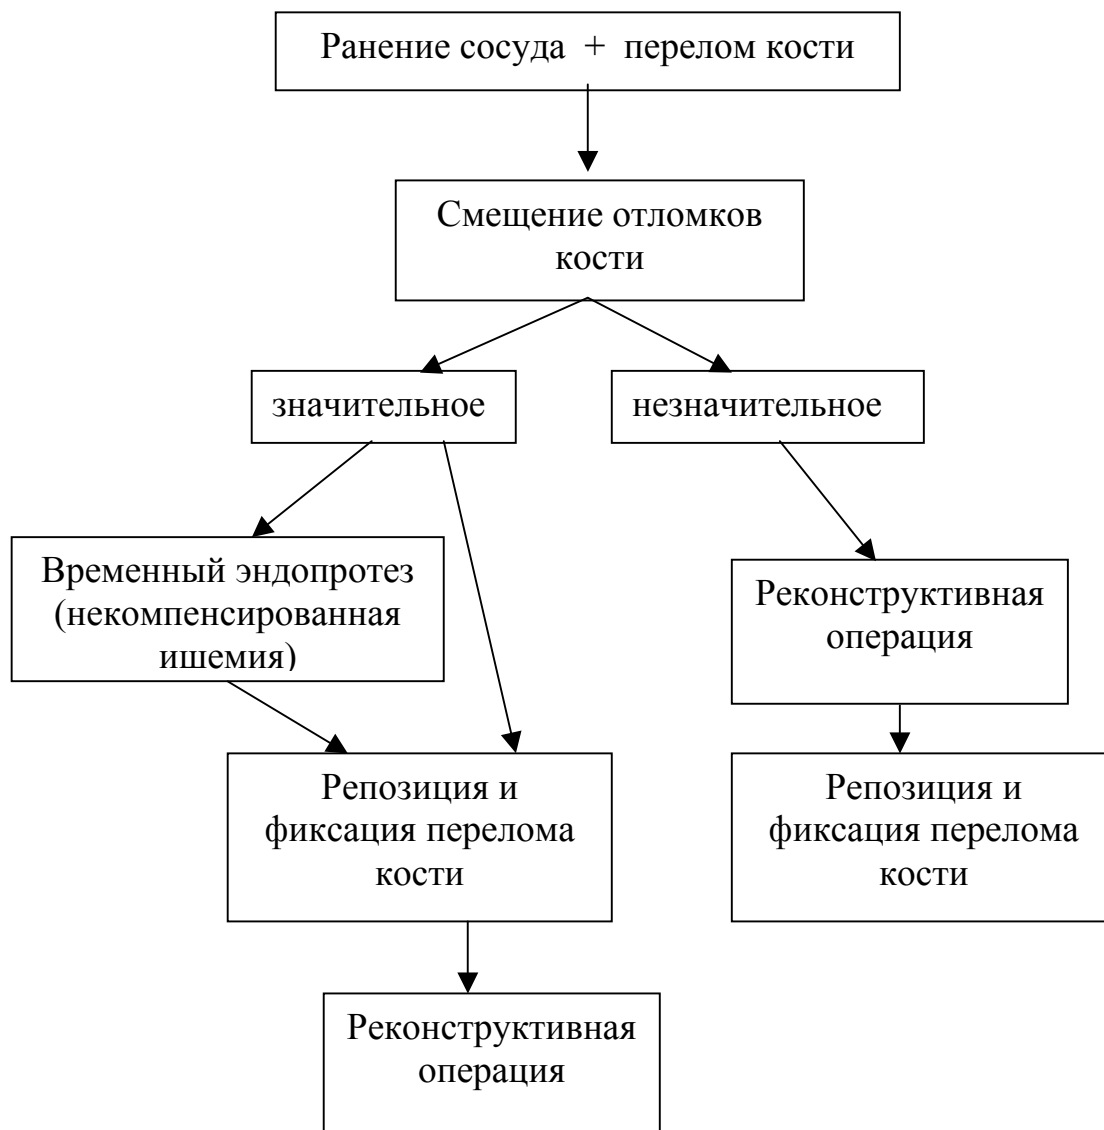 Ранение сосуда + перелом кости
Смещение отломков
кости
значительное
незначительное
Временный эндопротез
(некомпенсированная
ишемия)
Реконструктивная
операция
Репозиция и
фиксация перелома
кости
Репозиция и
фиксация перелома
кости
Реконструктивная
операция